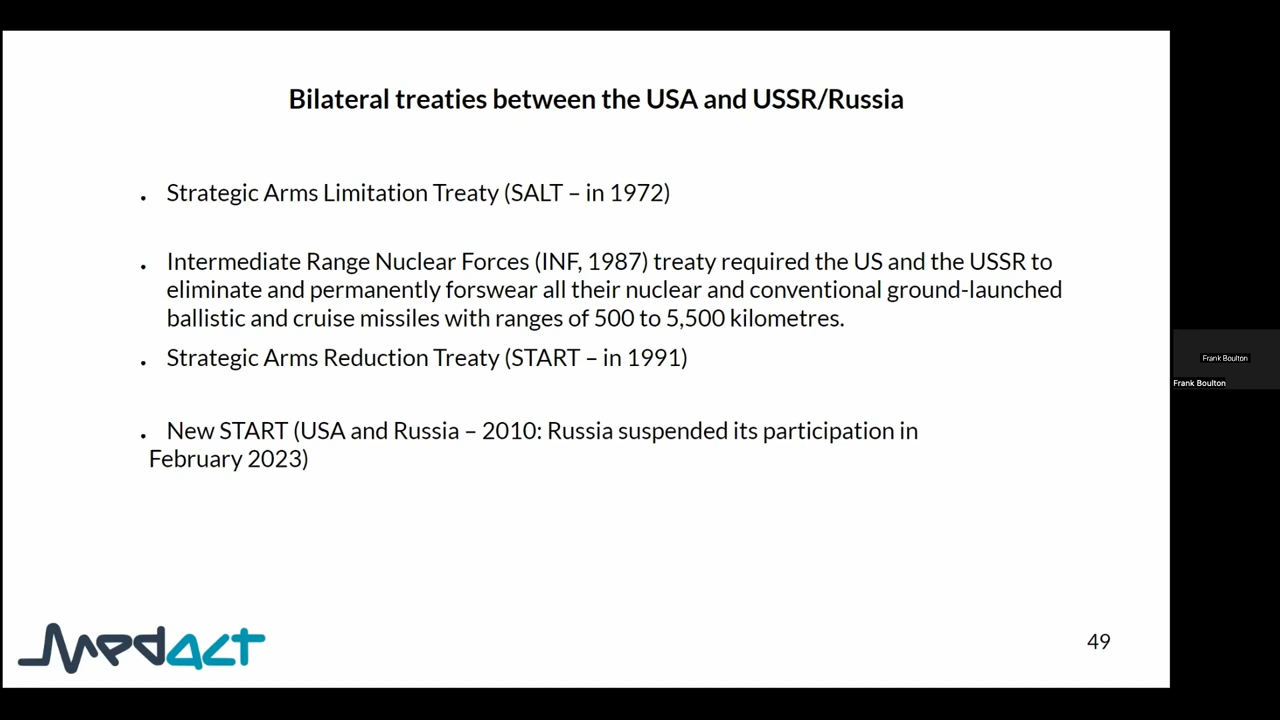 Bilateral treaties between the USA and USSR/Russia
. Strategic Arms Limitation Treaty (SALT – in 1972)
. Intermediate Range Nuclear Forces (INF, 1987) treaty required the US and the USSR to
eliminate and permanently forswear all their nuclear and conventional ground-launched
ballistic and cruise missiles with ranges of 500 to 5,500 kilometres.
. Strategic Arms Reduction Treaty (START – in 1991)
. New START (USA and Russia – 2010: Russia suspended its participation in
February 2023)
Medact
49
Frank Boulton
Frank Boulton